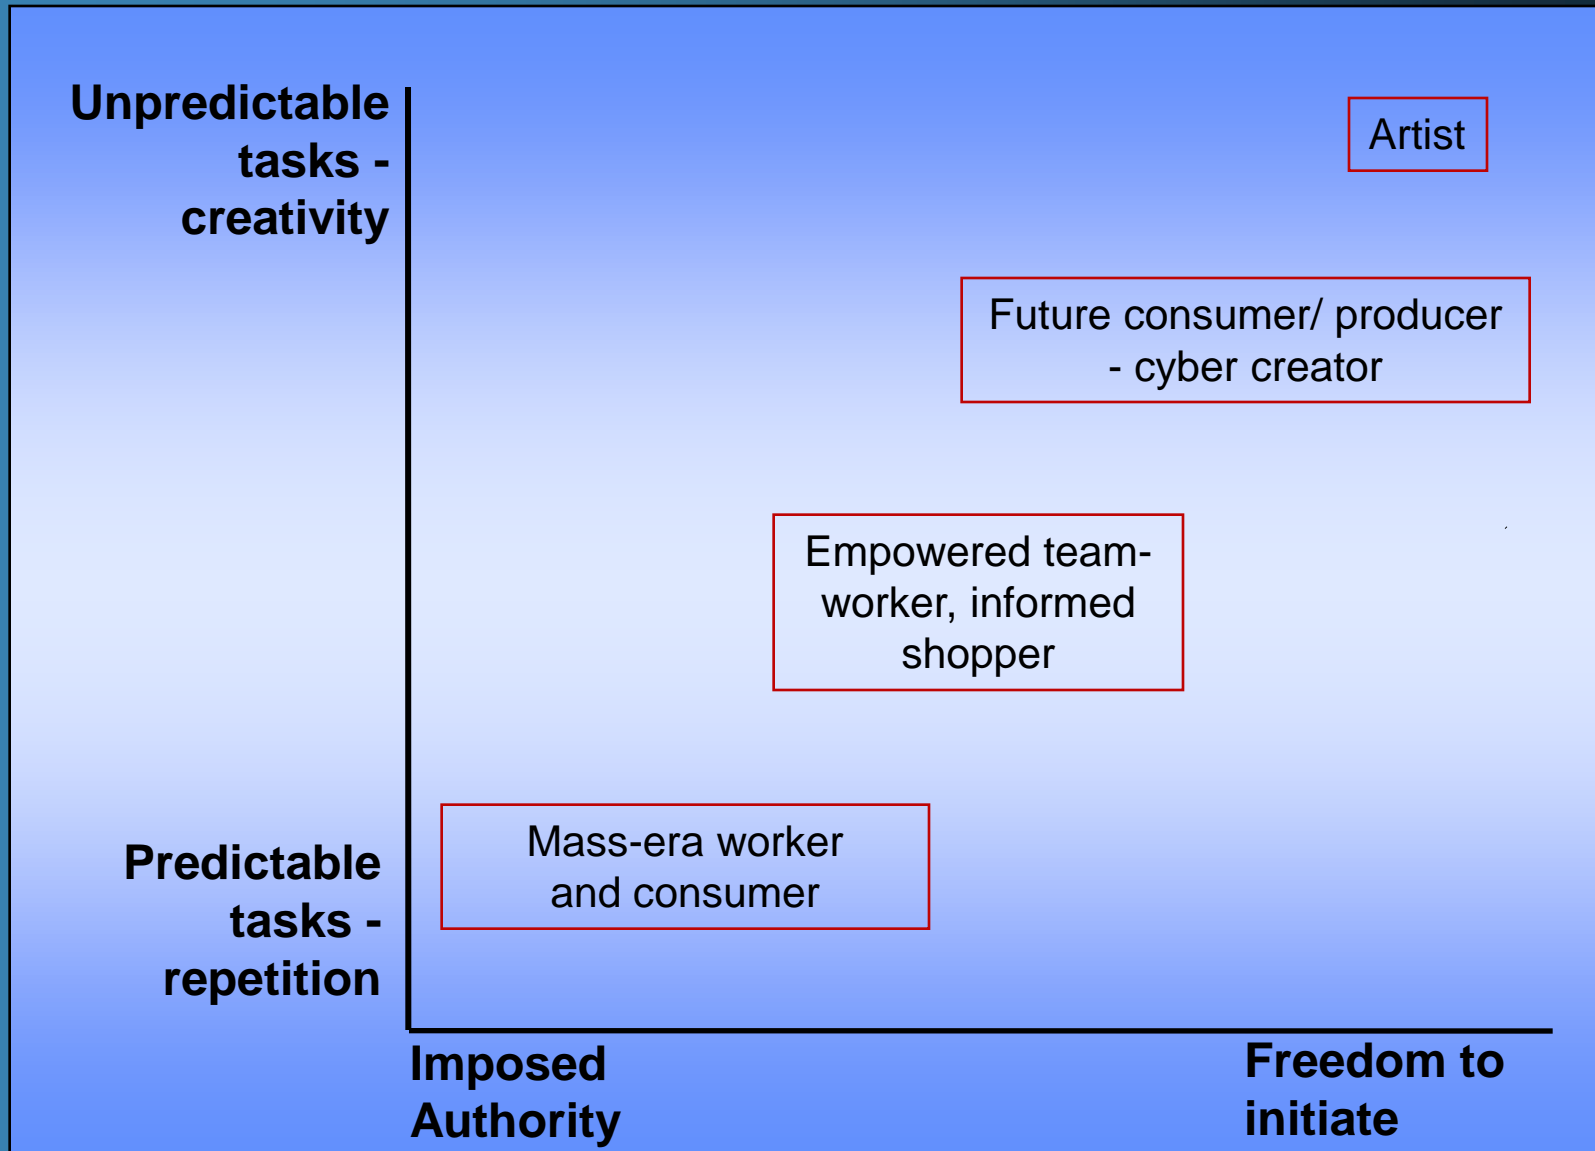 Unpredictable
tasks -
creativity
Artist
Future consumer/ producer
- cyber creator
Empowered team-
worker, informed
shopper
Mass-era worker
and consumer
Predictable
tasks -
repetition
Imposed
Authority
Freedom to
initiate